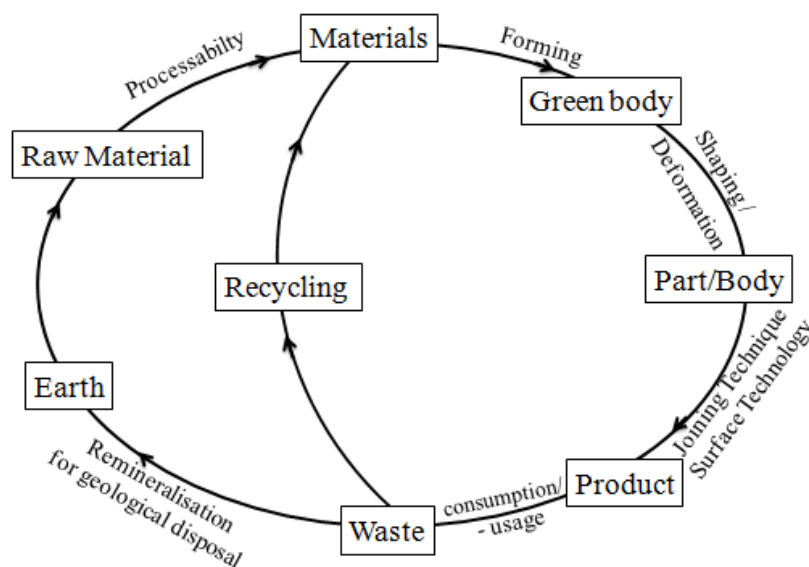 Materials
Forming
Processabilty
Green body
Raw Material
Shaping/
Deformation
Recycling
Part/Body
Earth
Joining Technique
Surface Technology
Remineralisation
for geological disposal
Product
consumption/
- usage
Waste